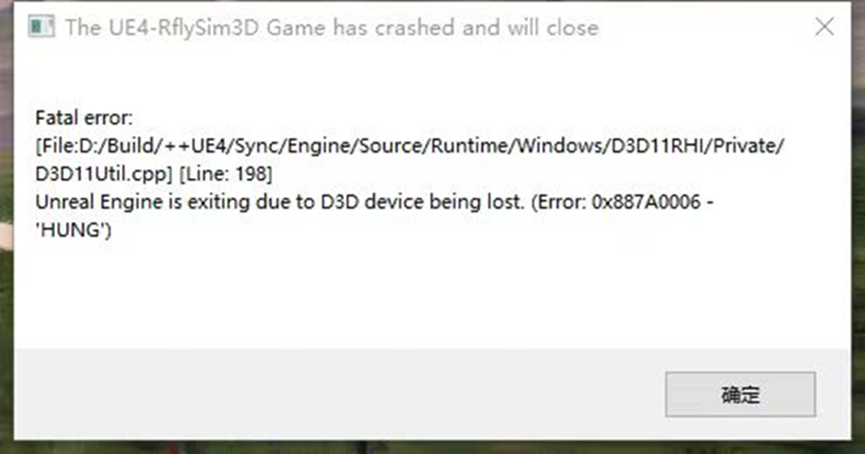 The UE4-RflySim3D Game has crashed and will close
Fatal error:
[File:D:/Build/++UE4/Sync/Engine/Source/Runtime/Windows/D3D11RHI/Private/
D3D11Util.cpp] [Line: 198]
Unreal Engine is exiting due to D3D device being lost. (Error: 0x887A0006 -
'HUNG')
确定